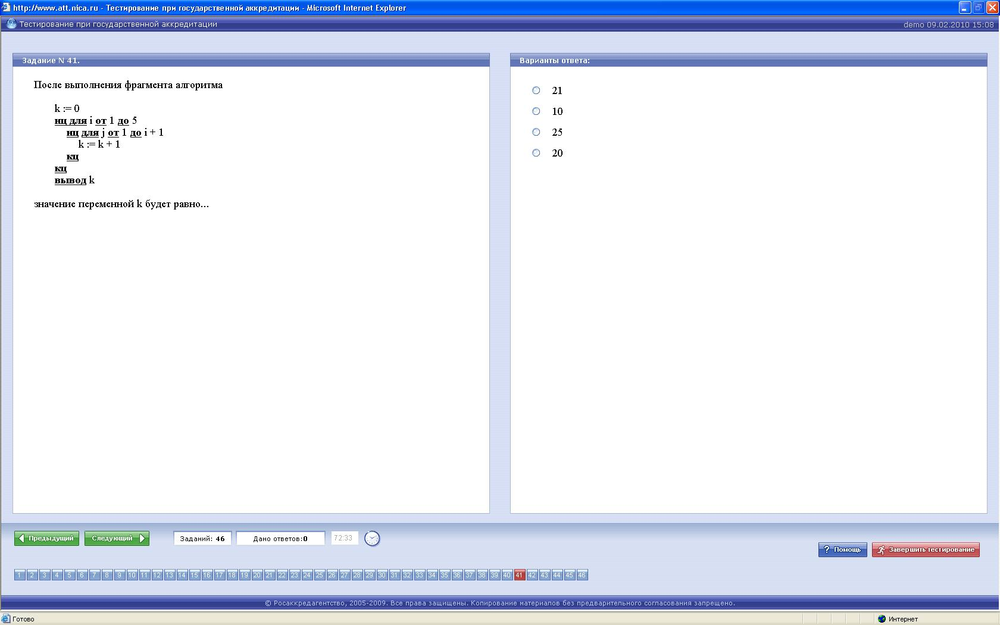 http://www.att.nica.ru - Тестирование при государственной аккредитации - Microsoft Internet Explorer
Тестирование при государственной аккредитации
demo 09.02.2010 15:08
Задание N 41.
После выполнения фрагмента алгоритма
k := 0
нц для i от 1 до 5
нц для j от 1 до i + 1
k := k + 1
кц
кц
вывод k
значение переменной k будет равно...
Варианты ответа:
21
10
25
20
Предыдущий
Следующий
Заданий: 46
Дано ответов:0
72:33
? Помощь
Завершить тестирование
1 2 3 4 5 6 7 8 9 10 11 12 13 14 15 16 17 18 19 20 21 22 23 24 25 26 27 28 29 30 31 32 33 34 35 36 37 38 39 40 41 42 43 44 45 46
© Росаккредагентство, 2005-2009. Все права защищены. Копирование материалов без предварительного согласования запрещено.
Готово
Интернет